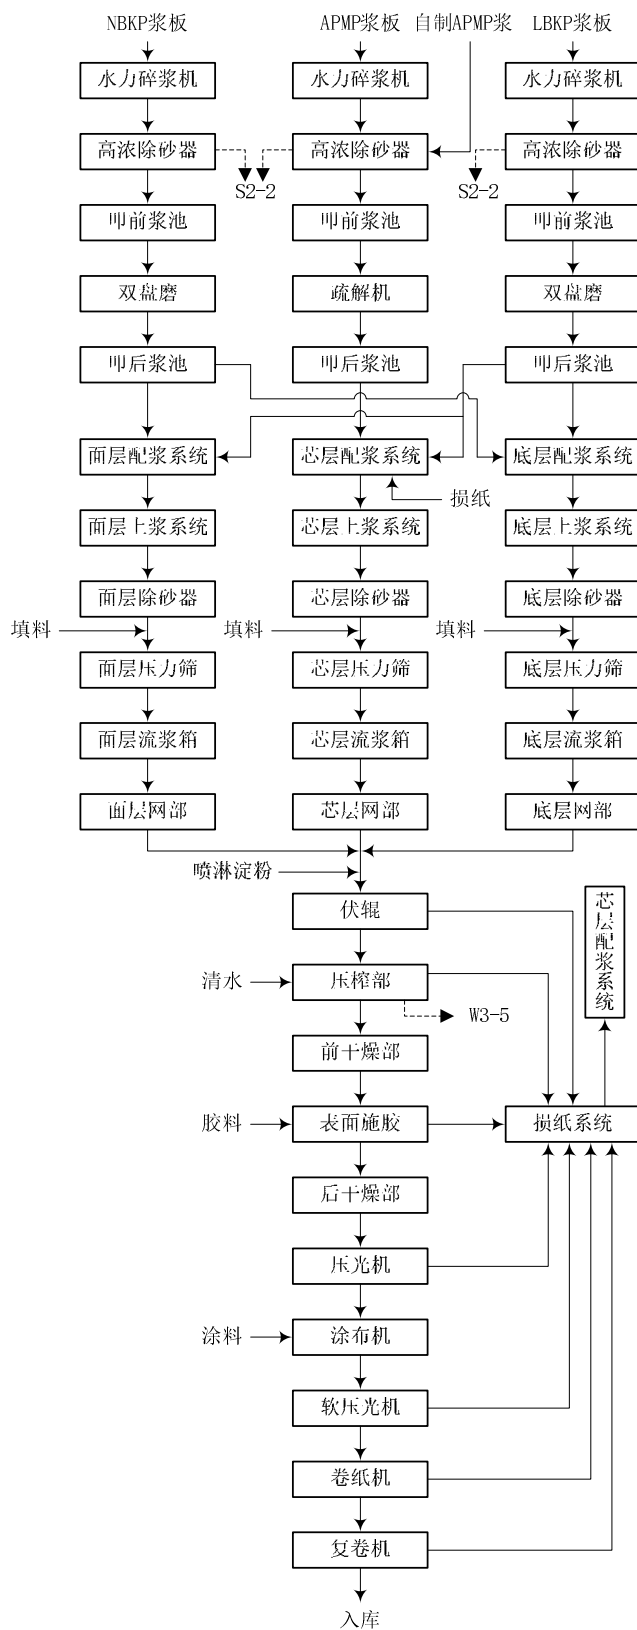 NBKP浆板 APMP浆板 自制APMP浆 LBKP浆板
水力碎浆机 水力碎浆机 水力碎浆机
高浓除砂器 高浓除砂器 高浓除砂器
S2-2 S2-2
叩前浆池 叩前浆池 叩前浆池
双盘磨 疏解机 双盘磨
叩后浆池 叩后浆池 叩后浆池
面层配浆系统 芯层配浆系统 底层配浆系统
损纸
面层上浆系统 芯层上浆系统 底层上浆系统
面层除砂器 芯层除砂器 底层除砂器
填料 填料 填料
面层压力筛 芯层压力筛 底层压力筛
面层流浆箱 芯层流浆箱 底层流浆箱
面层网部 芯层网部 底层网部
喷淋淀粉
伏辊
芯层配浆系统
清水 压榨部
W3-5
前干燥部
胶料 表面施胶 损纸系统
后干燥部
压光机
涂料 涂布机
软压光机
卷纸机
复卷机
入库